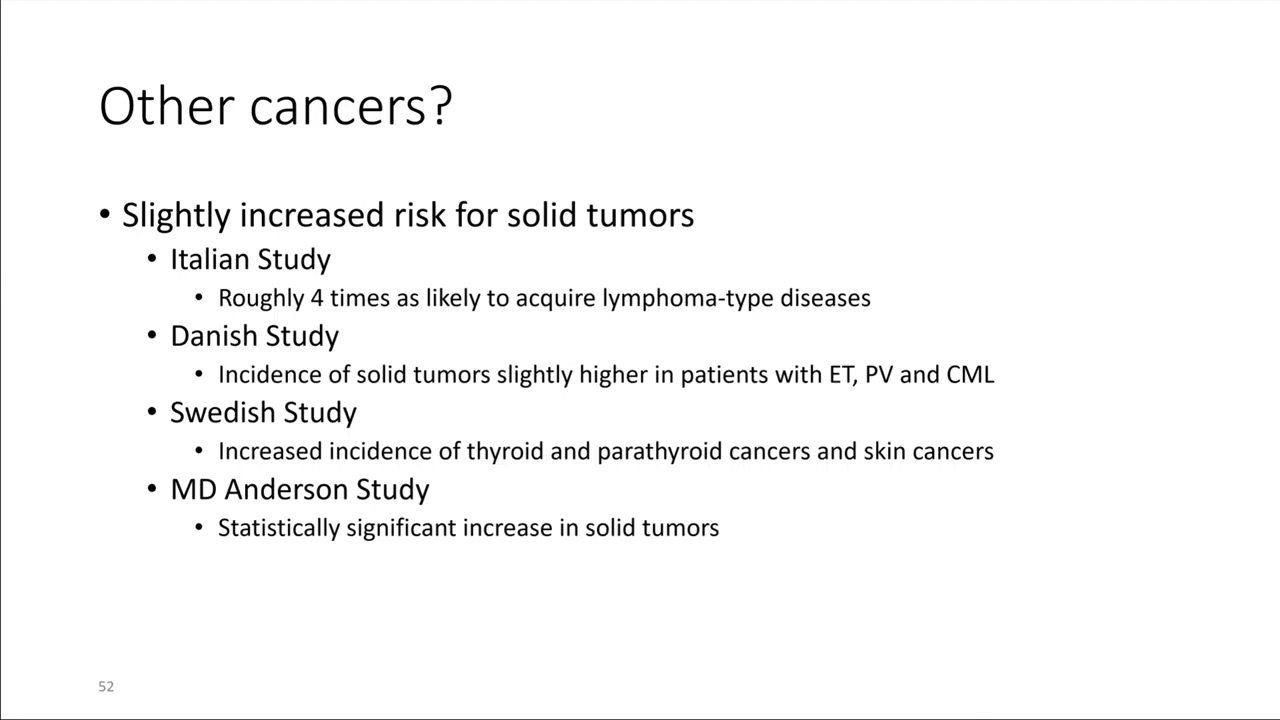 Other cancers?
• Slightly increased risk for solid tumors
• Italian Study
• Roughly 4 times as likely to acquire lymphoma-type diseases
• Danish Study
• Incidence of solid tumors slightly higher in patients with ET, PV and CML
• Swedish Study
• Increased incidence of thyroid and parathyroid cancers and skin cancers
• MD Anderson Study
• Statistically significant increase in solid tumors
52